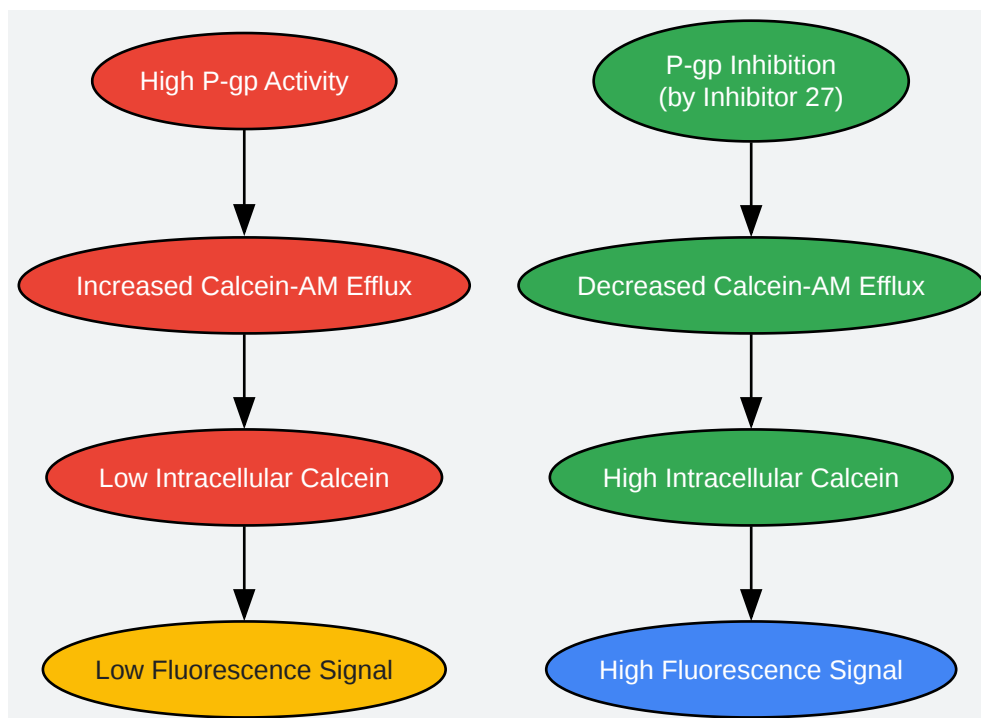 High P-gp Activity
Increased Calcein-AM Efflux
Low Intracellular Calcein
Low Fluorescence Signal
P-gp Inhibition
(by Inhibitor 27)
Decreased Calcein-AM Efflux
High Intracellular Calcein
High Fluorescence Signal